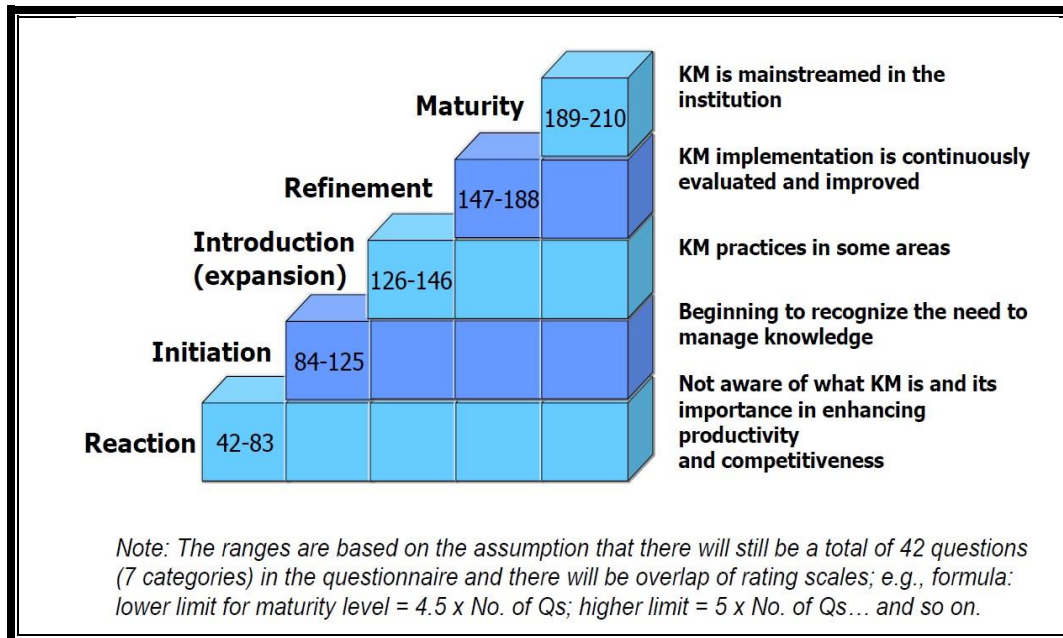 Maturity
189-210
KM is mainstreamed in the
institution
Refinement
147-188
KM implementation is continuously
evaluated and improved
Introduction
(expansion)
126-146
KM practices in some areas
Initiation
84-125
Beginning to recognize the need to
manage knowledge
Reaction
42-83
Not aware of what KM is and its
importance in enhancing
productivity
and competitiveness
Note: The ranges are based on the assumption that there will still be a total of 42 questions
(7 categories) in the questionnaire and there will be overlap of rating scales; e.g., formula:
lower limit for maturity level = 4.5 x No. of Qs; higher limit = 5 x No. of Qs… and so on.